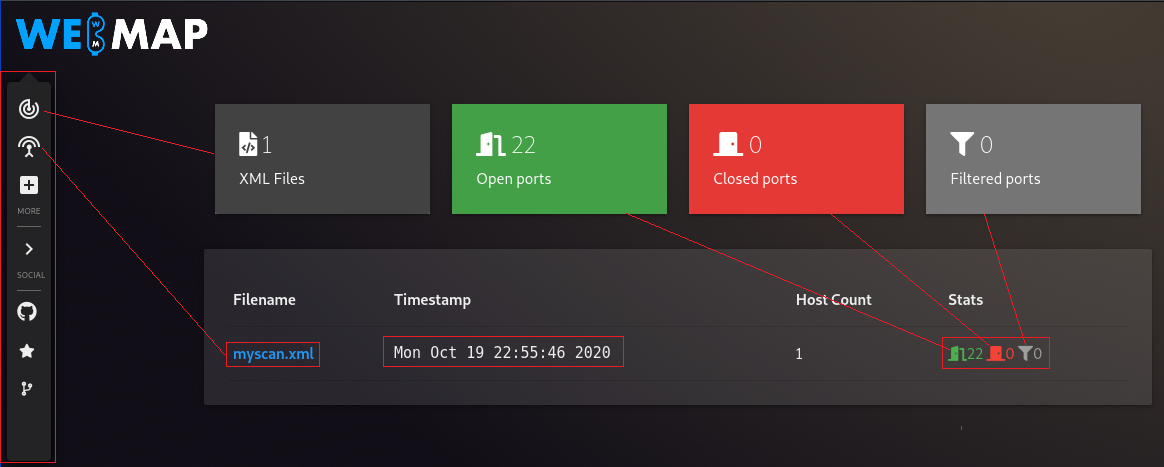 WEBMAP
W
M
1
XML Files
22
Open ports
0
Closed ports
0
Filtered ports
MORE
SOCIAL
Filename Timestamp Host Count Stats
myscan.xml Mon Oct 19 22:55:46 2020 1 22 0 0